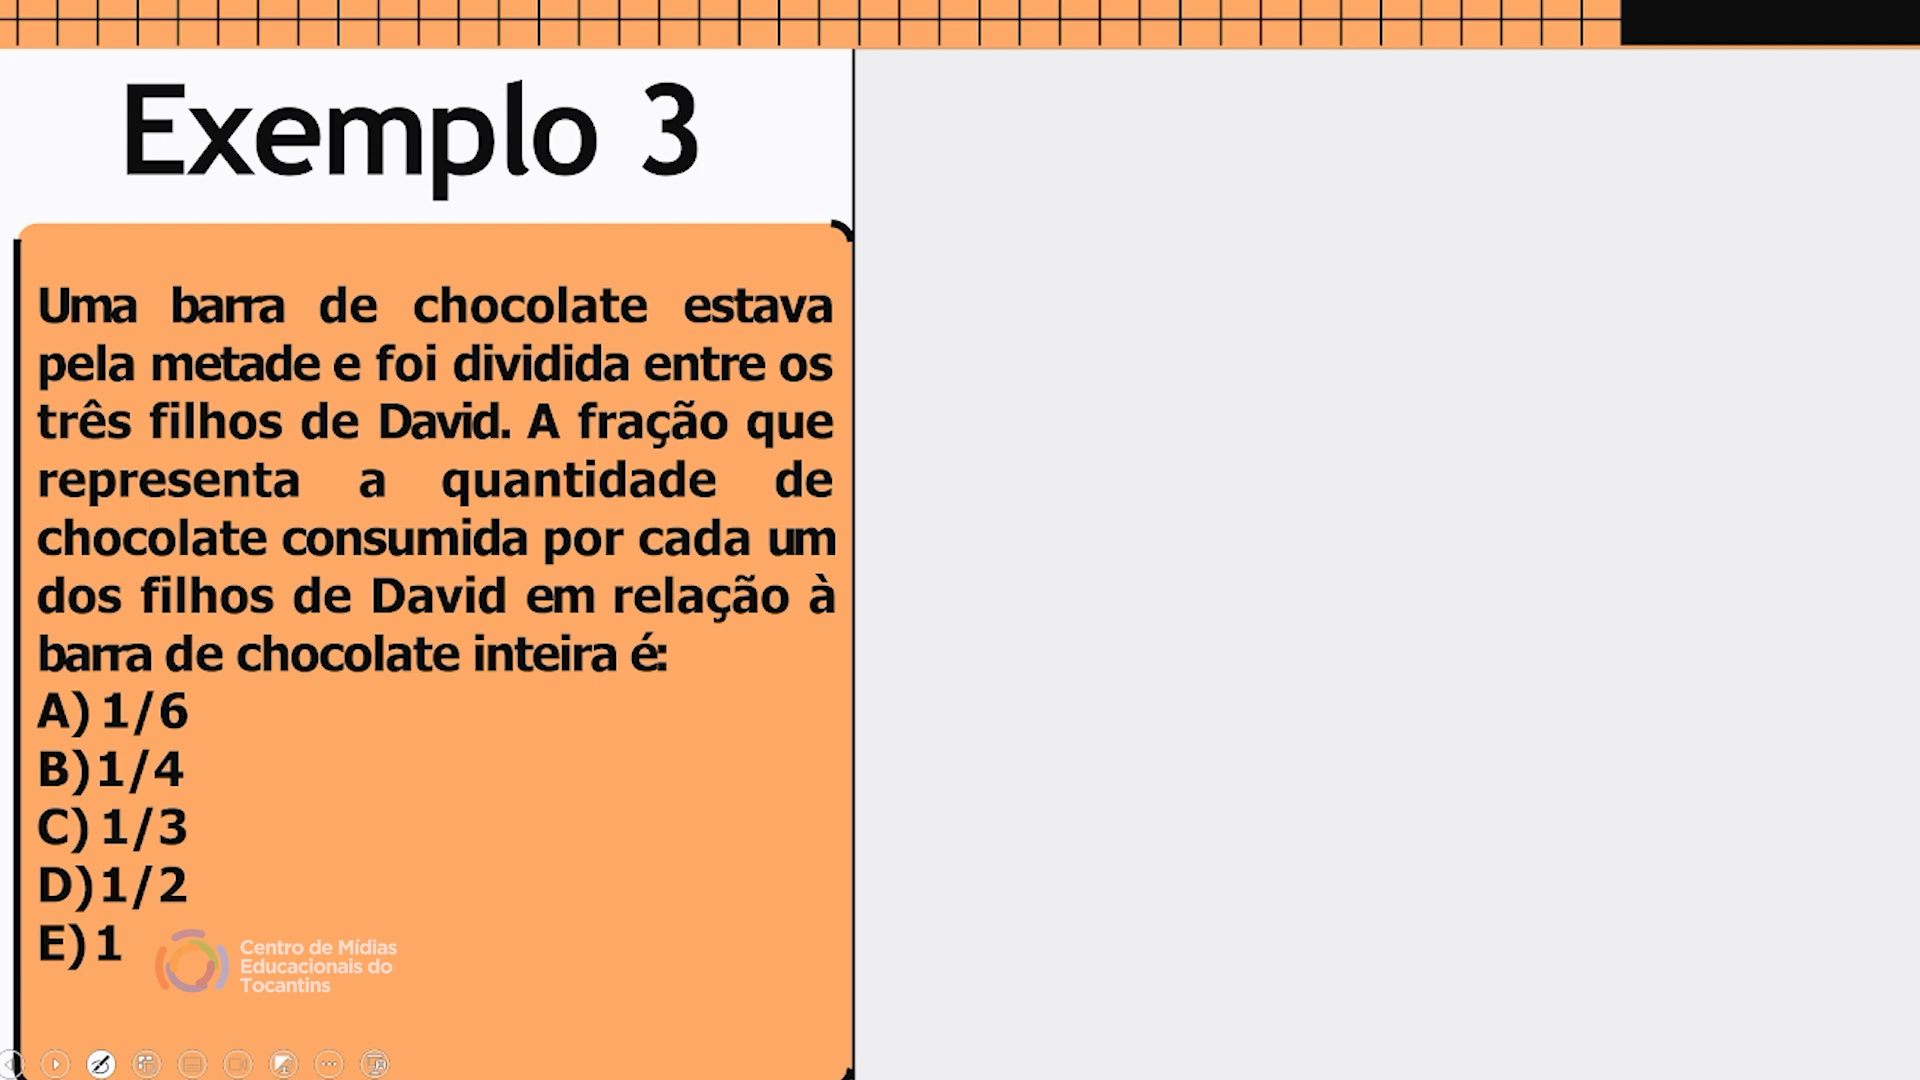 Exemplo 3
Uma barra de chocolate estava
pela metade e foi dividida entre os
três filhos de David. A fração que
representa a quantidade de
chocolate consumida por cada um
dos filhos de David em relação à
barra de chocolate inteira é:
A) 1/6
B)1/4
C) 1/3
D)1/2
E) 1
Centro de Mídias
Educacionais do
Tocantins